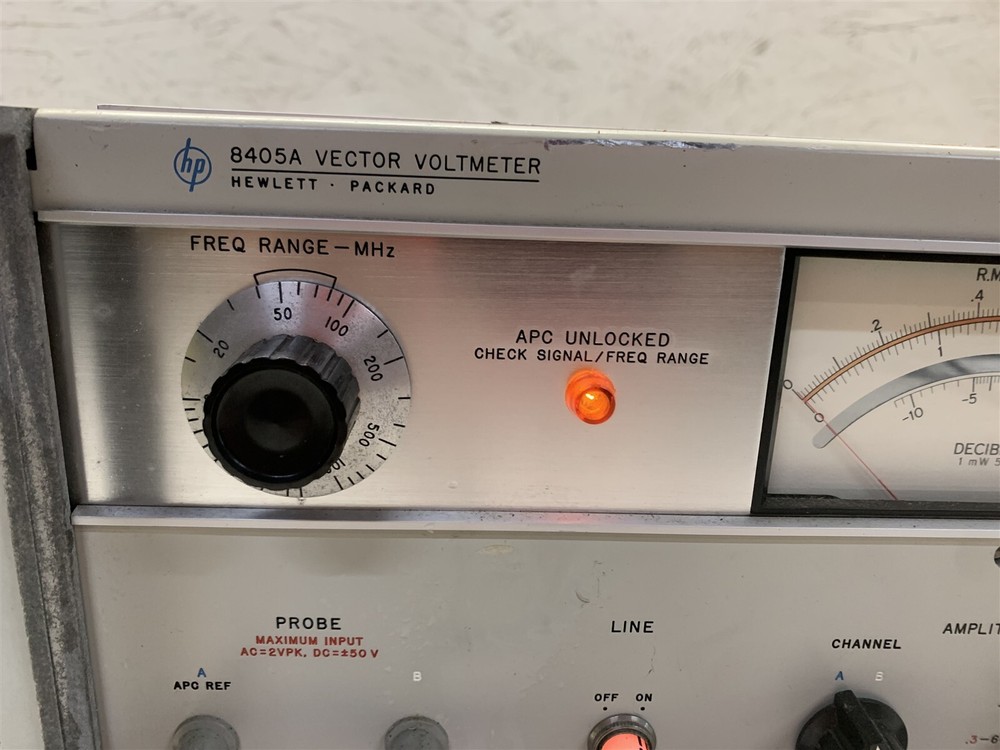 hp
8405A VECTOR VOLTMETER
HEWLETT · PACKARD
FREQ RANGE — MHz
20
50
100
200
500
APC UNLOCKED
CHECK SIGNAL/FREQ RANGE
0
.2
.4
0
1
-10
-5
PROBE
MAXIMUM INPUT
AC=2VPK, DC=±50V
A
APC REF
B
LINE
OFF ON
CHANNEL
A B